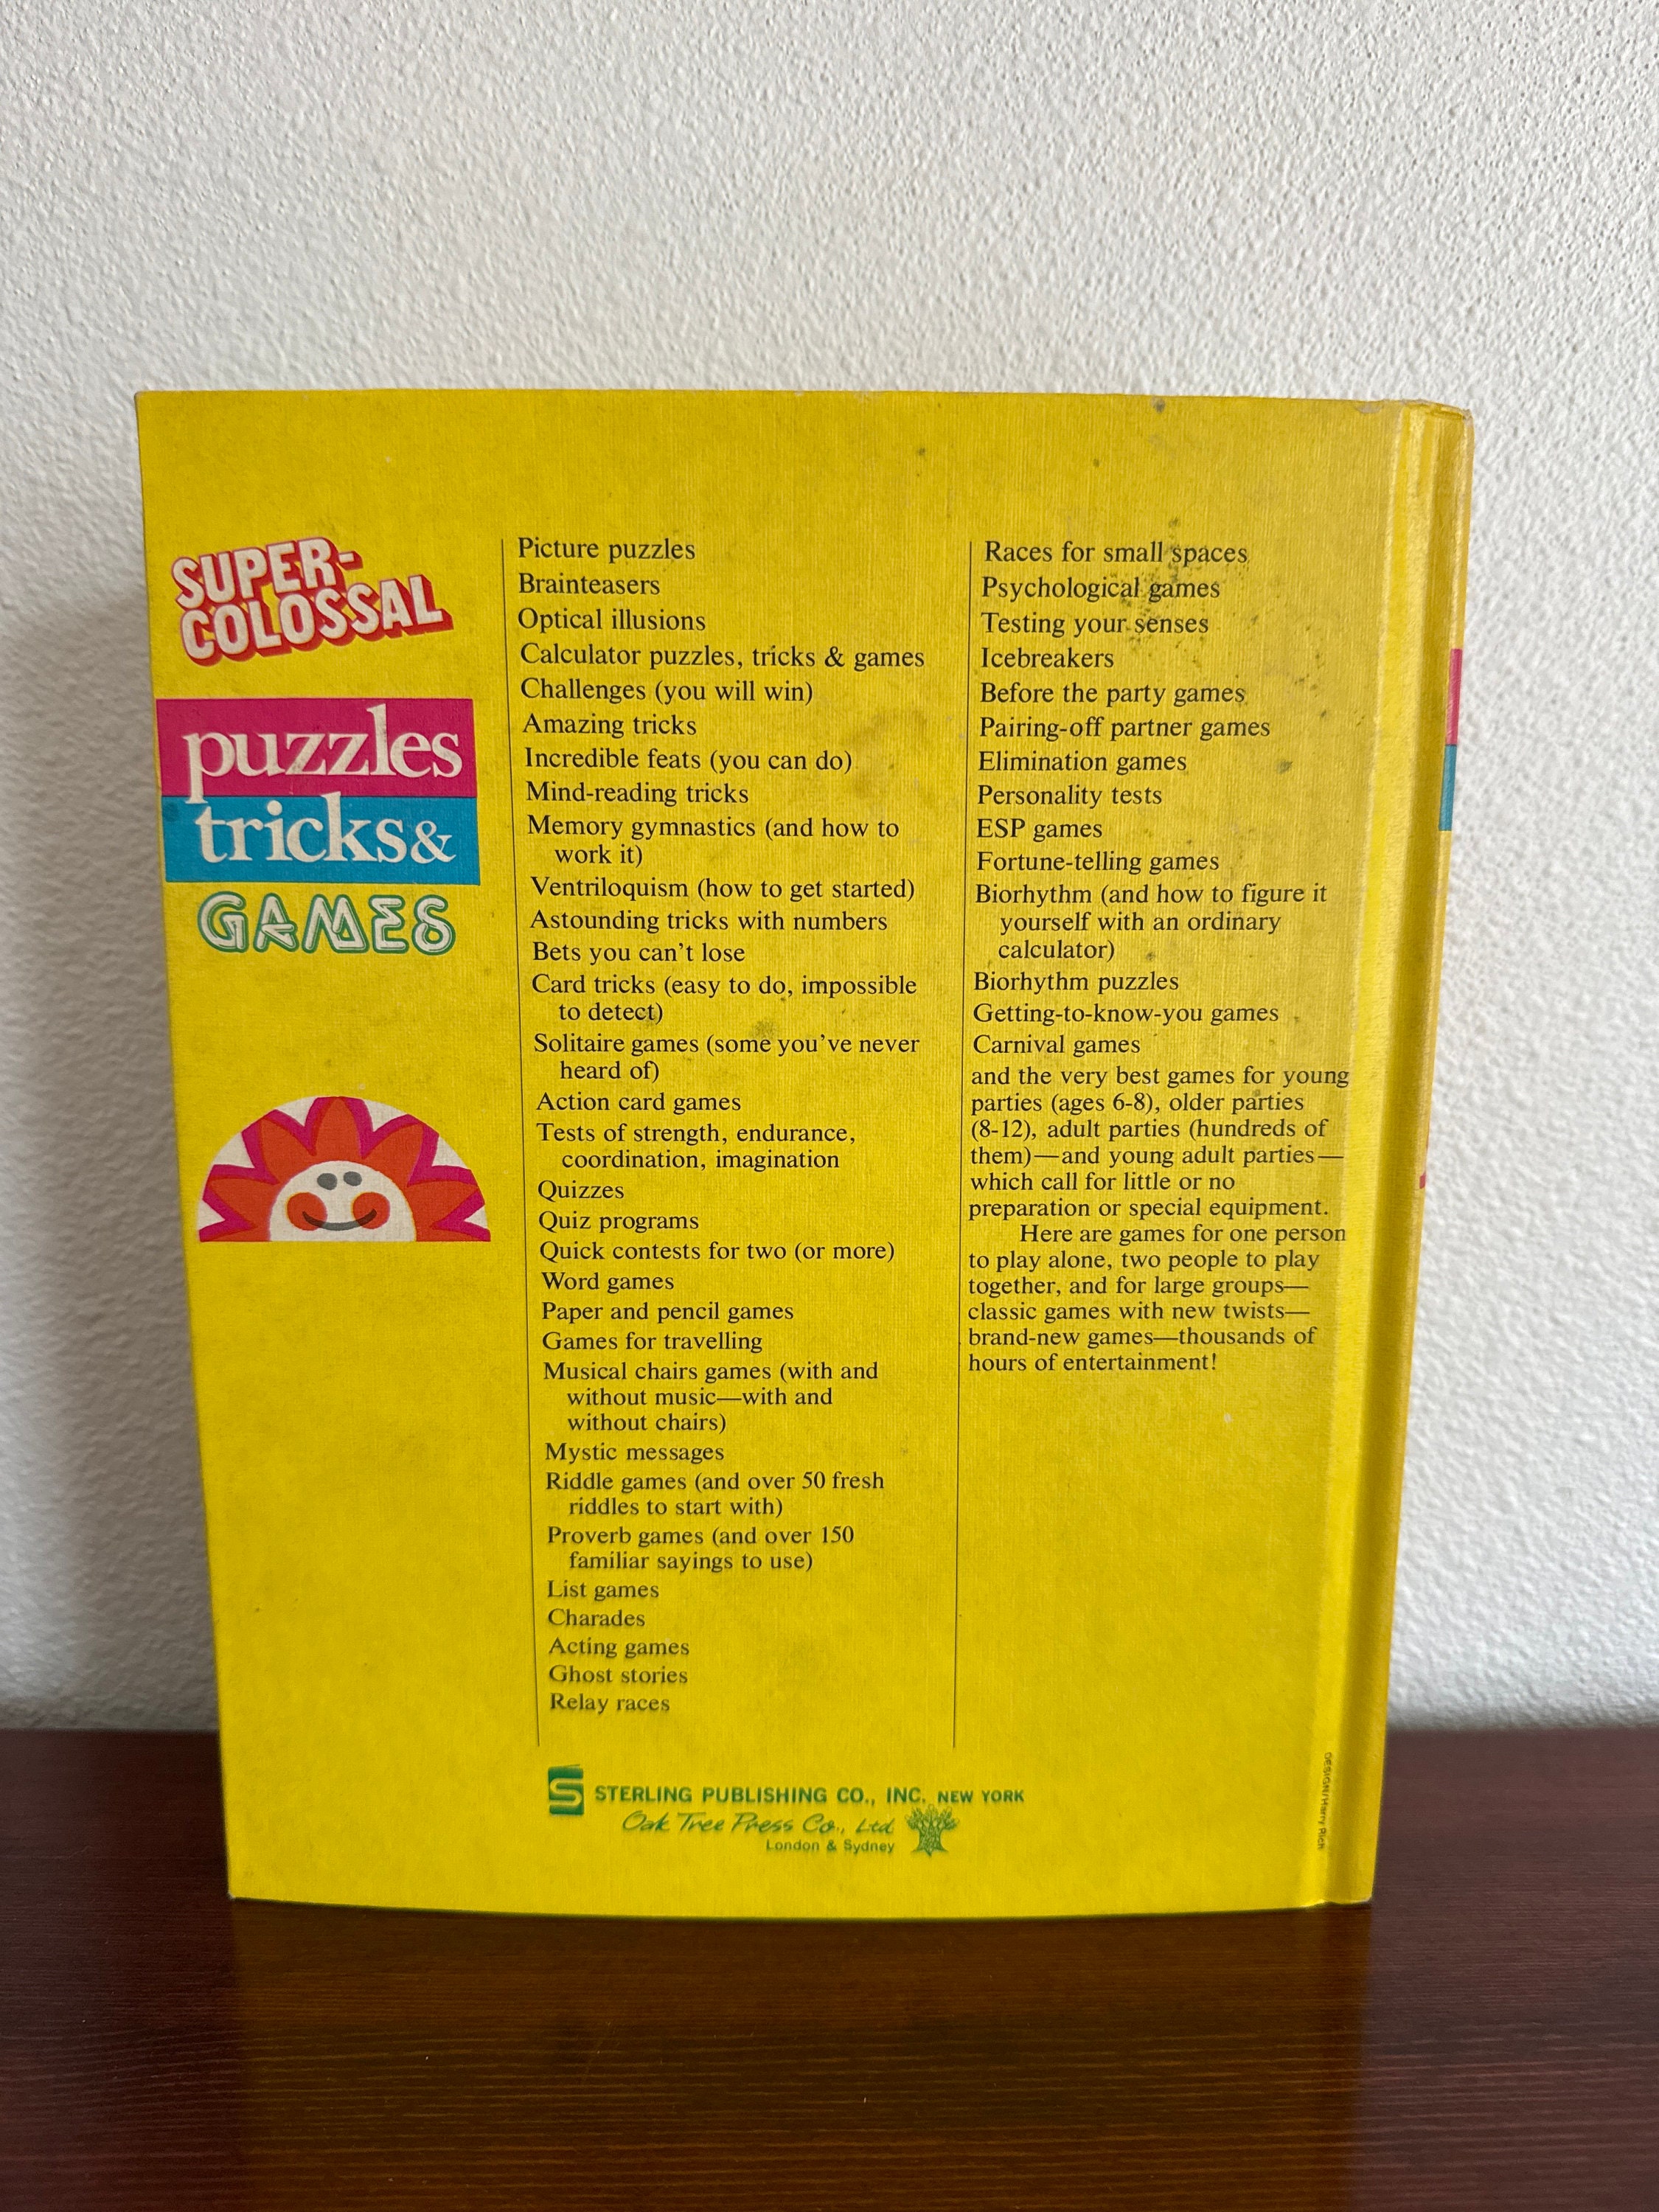 SUPER-
COLOSSAL
puzzles
tricks&
GAMES
Picture puzzles
Brainteasers
Optical illusions
Calculator puzzles, tricks & games
Challenges (you will win)
Amazing tricks
Incredible feats (you can do)
Mind-reading tricks
Memory gymnastics (and how to
work it)
Ventriloquism (how to get started)
Astounding tricks with numbers
Bets you can't lose
Card tricks (easy to do, impossible
to detect)
Solitaire games (some you've never
heard of)
Action card games
Tests of strength, endurance,
coordination, imagination
Quizzes
Quiz programs
Quick contests for two (or more)
Word games
Paper and pencil games
Games for travelling
Musical chairs games (with and
without music—with and
without chairs)
Mystic messages
Riddle games (and over 50 fresh
riddles to start with)
Proverb games (and over 150
familiar sayings to use)
List games
Charades
Acting games
Ghost stories
Relay races
Races for small spaces
Psychological games
Testing your senses
Icebreakers
Before the party games
Pairing-off partner games
Elimination games
Personality tests
ESP games
Fortune-telling games
Biorhythm (and how to figure it
yourself with an ordinary
calculator)
Biorhythm puzzles
Getting-to-know-you games
Carnival games
and the very best games for young
parties (ages 6-8), older parties
(8-12), adult parties (hundreds of
them)—and young adult parties—
which call for little or no
preparation or special equipment.
Here are games for one person
to play alone, two people to play
together, and for large groups—
classic games with new twists—
brand-new games—thousands of
hours of entertainment!
S STERLING PUBLISHING CO., INC. NEW YORK
Oak Tree Press Co., Ltd
London & Sydney
DESIGN/Harry